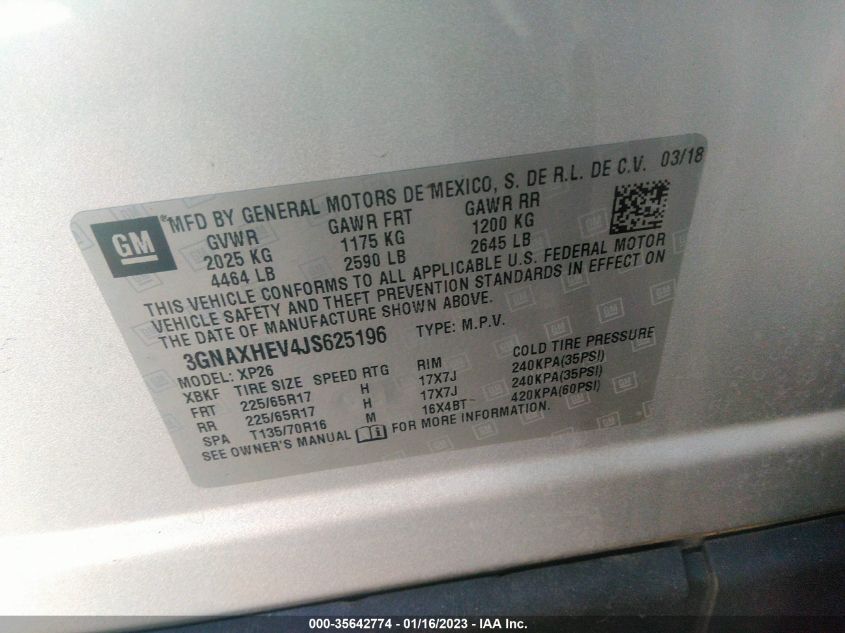 GM
® MFD BY GENERAL MOTORS DE MEXICO, S. DE R.L. DE C.V. 03/18
GVWR GAWR FRT GAWR RR
2025 KG 1175 KG 1200 KG
4464 LB 2590 LB 2645 LB
THIS VEHICLE CONFORMS TO ALL APPLICABLE U.S. FEDERAL MOTOR
VEHICLE SAFETY AND THEFT PREVENTION STANDARDS IN EFFECT ON
THE DATE OF MANUFACTURE SHOWN ABOVE.
3GNAXHEV4JS625196 TYPE: M.P.V.
MODEL: XP26
XBKF TIRE SIZE SPEED RTG RIM COLD TIRE PRESSURE
FRT 225/65R17 H 17X7J 240KPA(35PSI)
RR 225/65R17 H 17X7J 240KPA(35PSI)
SPA T135/70R16 M 16X4BT 420KPA(60PSI)
SEE OWNER'S MANUAL FOR MORE INFORMATION.
000-35642774 - 01/16/2023 - IAA Inc.